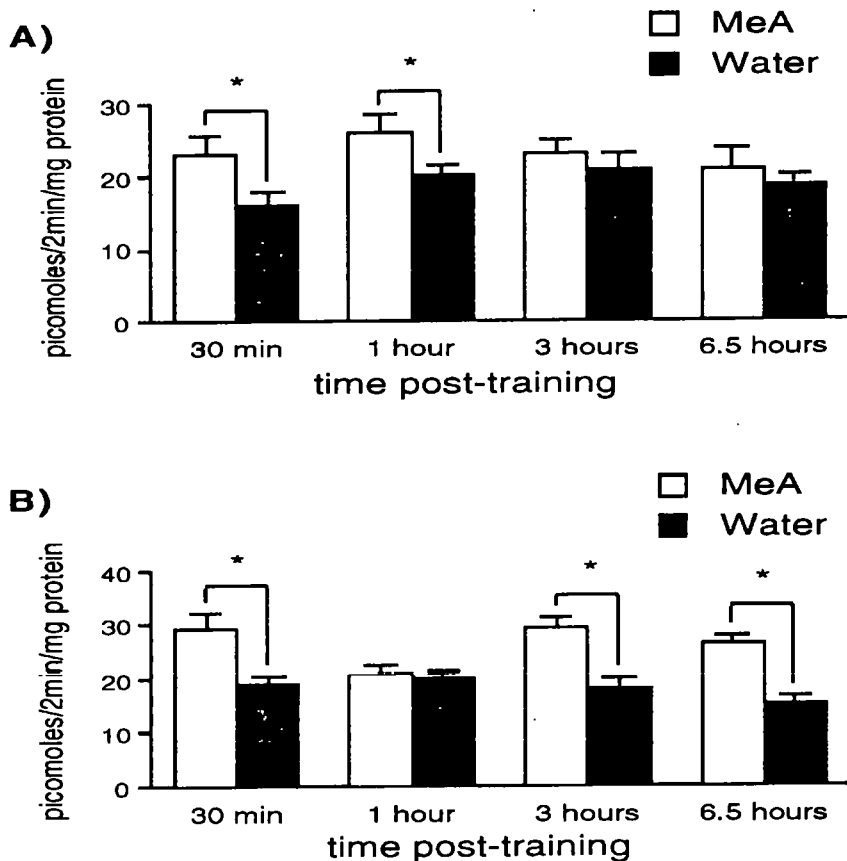 A)
MeA
Water
*
*
picomoles/2min/mg protein
30
20
10
0
30 min
1 hour
3 hours
6.5 hours
time post-training
B)
MeA
Water
*
*
*
picomoles/2min/mg protein
40
30
20
10
0
30 min
1 hour
3 hours
6.5 hours
time post-training